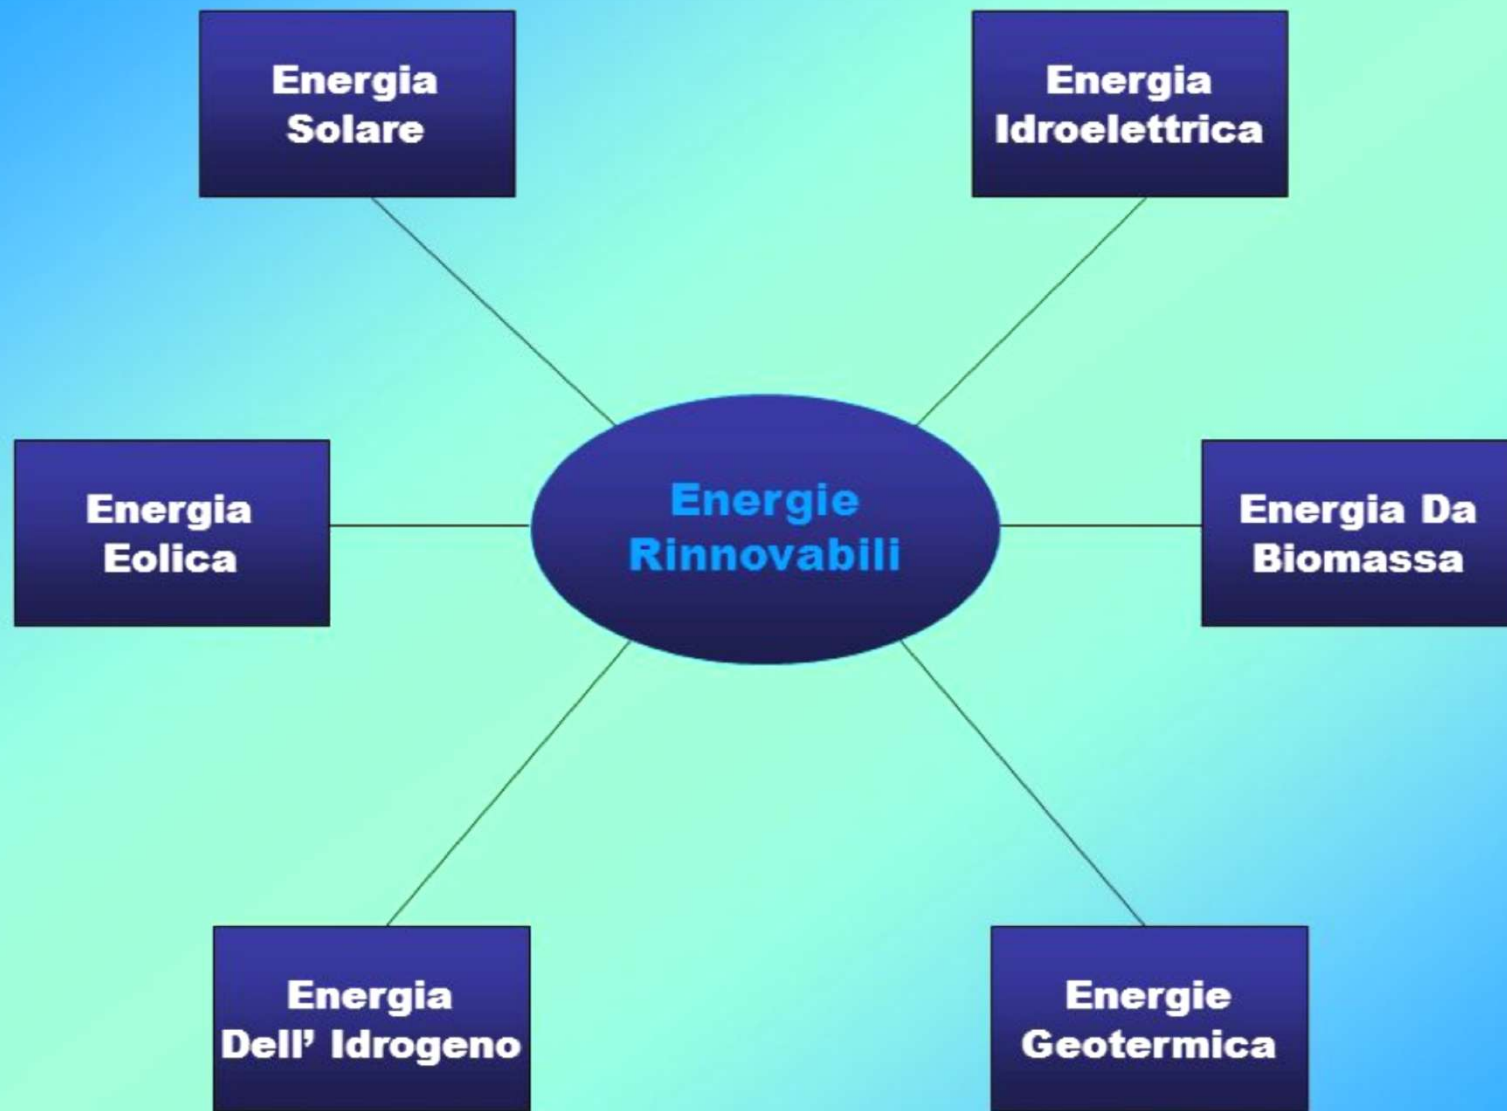 Energia
Solare
Energia
Idroelettrica
Energia
Eolica
Energie
Rinnovabili
Energia Da
Biomassa
Energia
Dell' Idrogeno
Energie
Geotermica